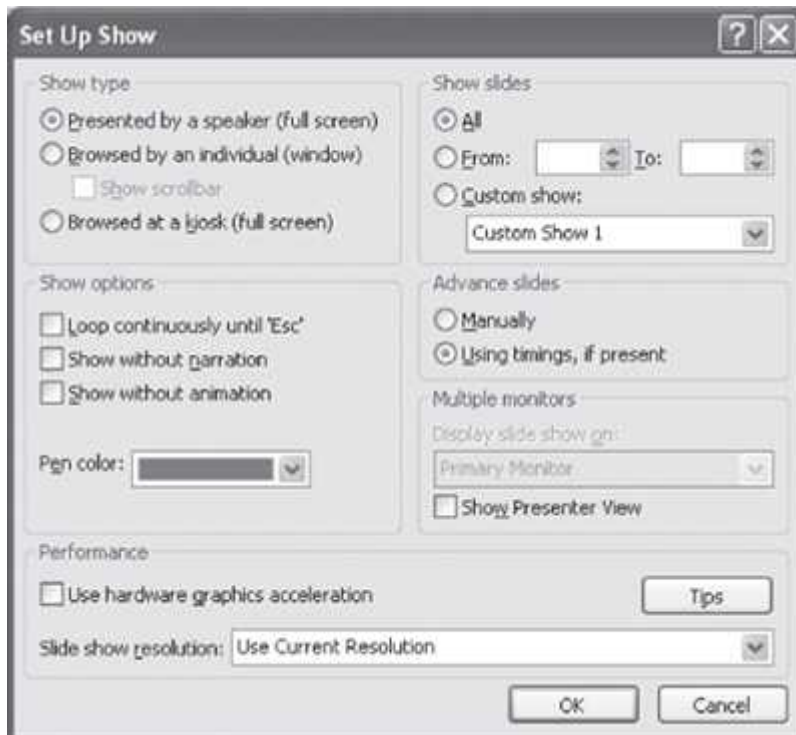 Set Up Show
Show type
Presented by a speaker (full screen)
Browsed by an individual (window)
Show scrollbar
Browsed at a kiosk (full screen)
Show slides
All
From: To:
Custom show:
Custom Show 1
Show options
Loop continuously until 'Esc'
Show without narration
Show without animation
Pen color:
Advance slides
Manually
Using timings, if present
Multiple monitors
Display slide show on:
Primary Monitor
Show Presenter View
Performance
Use hardware graphics acceleration
Tips
Slide show resolution: Use Current Resolution
OK Cancel